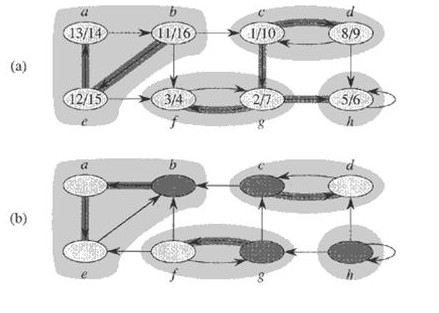 a b c d
(a) 13/14 11/16 1/10 8/9
12/15 3/4 2/7 5/6
e f g h
a b c d
(b)
e f g h